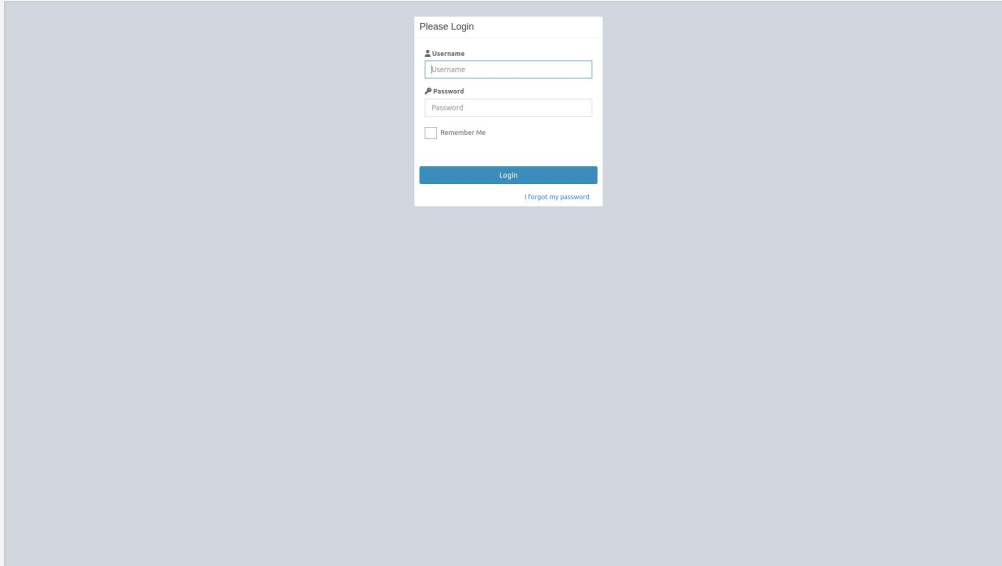 Please Login
Username
Username
Password
Password
Remember Me
Login
I forgot my password